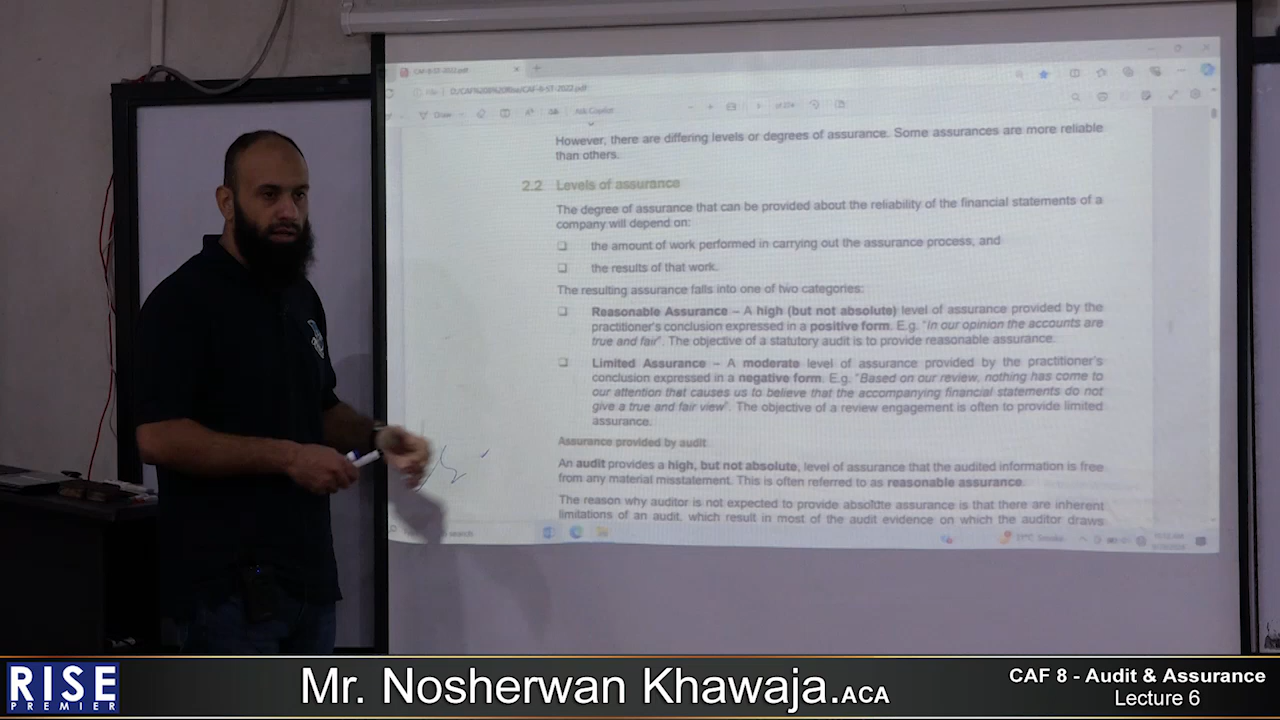 CAF-8-ST-2022.pdf
Draw
Ask Copilot
However, there are differing levels or degrees of assurance. Some assurances are more reliable
than others.
2.2 Levels of assurance
The degree of assurance that can be provided about the reliability of the financial statements of a
company will depend on:
❑ the amount of work performed in carrying out the assurance process; and
❑ the results of that work.
The resulting assurance falls into one of two categories:
❑ Reasonable Assurance – A high (but not absolute) level of assurance provided by the
practitioner's conclusion expressed in a positive form. E.g. "In our opinion the accounts are
true and fair". The objective of a statutory audit is to provide reasonable assurance.
❑ Limited Assurance – A moderate level of assurance provided by the practitioner's
conclusion expressed in a negative form. E.g. "Based on our review, nothing has come to
our attention that causes us to believe that the accompanying financial statements do not
give a true and fair view". The objective of a review engagement is often to provide limited
assurance.
Assurance provided by audit
An audit provides a high, but not absolute, level of assurance that the audited information is free
from any material misstatement. This is often referred to as reasonable assurance.
The reason why auditor is not expected to provide absolute assurance is that there are inherent
limitations of an audit, which result in most of the audit evidence on which the auditor draws
search
RISE
PREMIER
Mr. Nosherwan Khawaja.ACA
CAF 8 - Audit & Assurance
Lecture 6